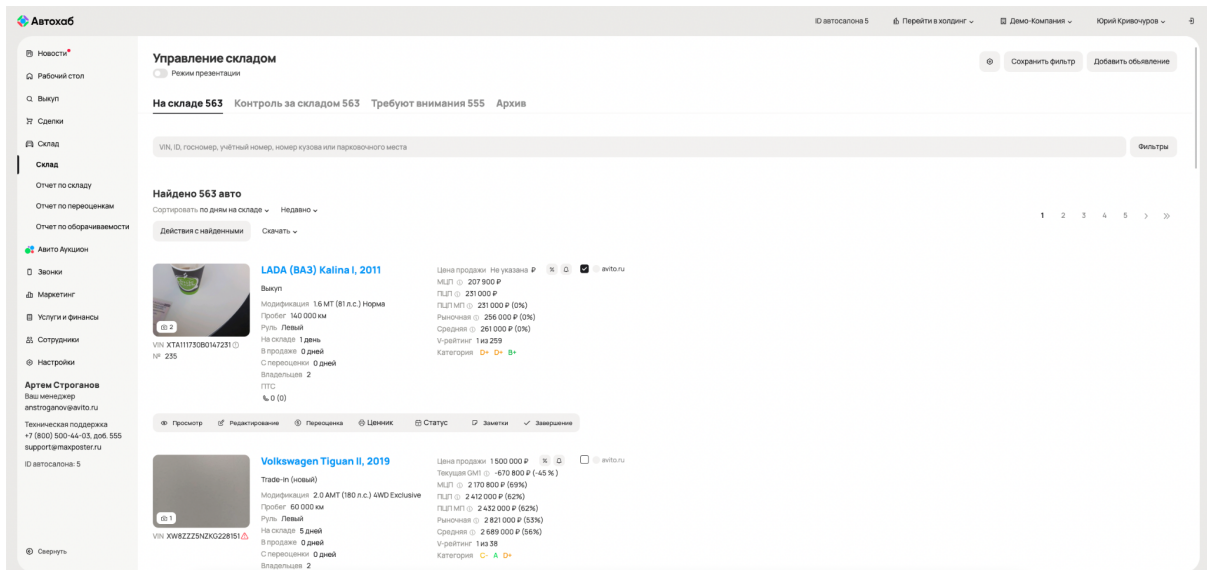 Автохаб
ID автосалона 5
Перейти в холдинг
Демо-Компания
Юрий Кривочуров
Новости
Рабочий стол
Выкуп
Сделки
Склад
Склад
Отчет по складу
Отчет по переоценкам
Отчет по оборачиваемости
Авито Аукцион
Звонки
Маркетинг
Услуги и финансы
Сотрудники
Настройки
Артем Строганов
Ваш менеджер
anstroganov@avito.ru
Техническая поддержка
+7 (800) 500-44-03, доб. 555
support@maxposter.ru
ID автосалона: 5
Свернуть
Управление складом
Режим презентации
Сохранить фильтр
Добавить объявление
На складе 563 Контроль за складом 563 Требуют внимания 555 Архив
VIN, ID, госномер, учётный номер, номер кузова или парковочного места
Фильтры
Найдено 563 авто
Сортировать по дням на складе Недавно
1 2 3 4 5 > >>
Действия с найденными Скачать
2
VIN XTA111730B0147231
№ 235
LADA (ВАЗ) Kalina I, 2011
Выкуп
Модификация 1.6 MT (81 л.с.) Норма
Пробег 140 000 км
Руль Левый
На складе 1 день
В продаже 0 дней
С переоценки 0 дней
Владельцев 2
ПТС
0 (0)
Цена продажи Не указана ₽ % avito.ru
МЦП 207 900 ₽
ПЦП 231 000 ₽
ПЦП МП 231 000 ₽ (0%)
Рыночная 256 000 ₽ (0%)
Средняя 261 000 ₽ (0%)
V-рейтинг 1 из 259
Категория D+ D+ B+
Просмотр Редактирование Переоценка Ценник Статус Заметки Завершение
1
VIN XW8ZZZ5NZKG228151
Volkswagen Tiguan II, 2019
Trade-in (новый)
Модификация 2.0 AMT (180 л.с.) 4WD Exclusive
Пробег 60 000 км
Руль Левый
На складе 5 дней
В продаже 0 дней
С переоценки 0 дней
Владельцев 2
Цена продажи 1 500 000 ₽ % avito.ru
Текущая GM1 -670 800 ₽ (-45 %)
МЦП 2 170 800 ₽ (69%)
ПЦП 2 412 000 ₽ (62%)
ПЦП МП 2 432 000 ₽ (62%)
Рыночная 2 821 000 ₽ (53%)
Средняя 2 689 000 ₽ (56%)
V-рейтинг 1 из 38
Категория C- A D+